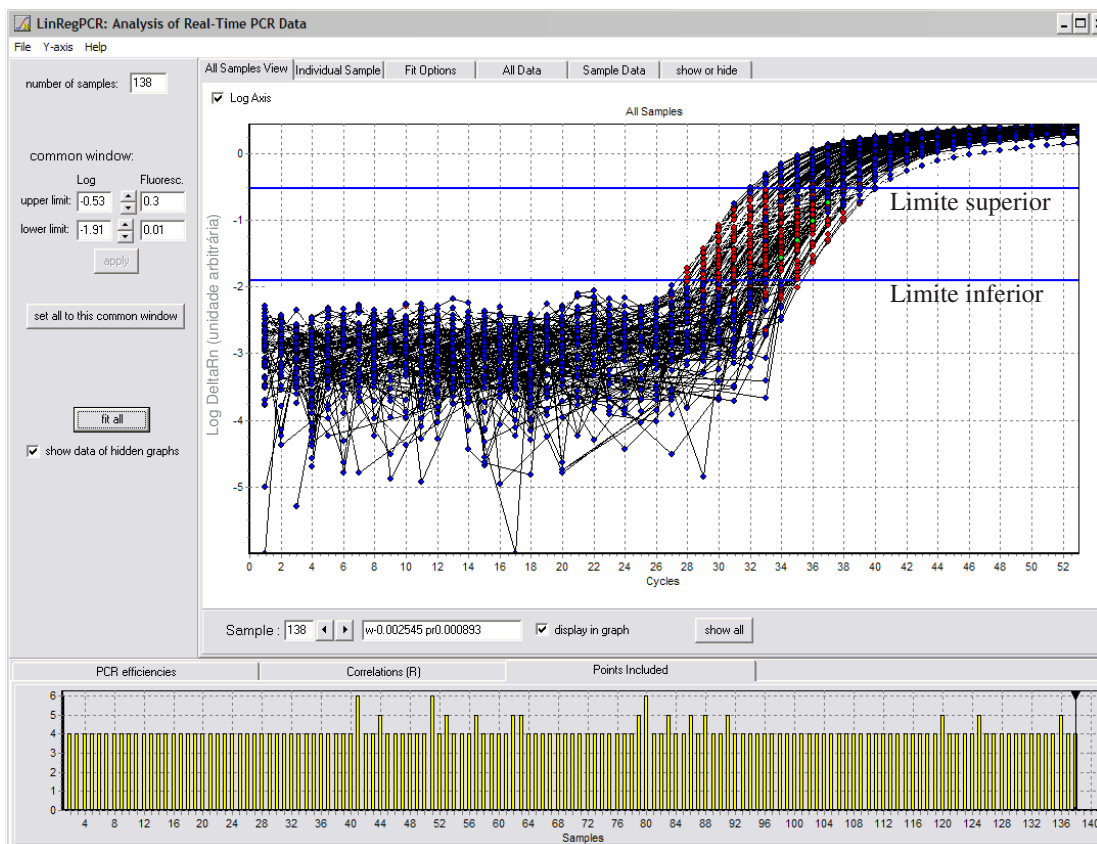 LinRegPCR: Analysis of Real-Time PCR Data
File Y-axis Help
number of samples: 138
common window:
Log Fluoresc.
upper limit: -0.53 0.3
lower limit: -1.91 0.01
apply
set all to this common window
fit all
show data of hidden graphs
All Samples View Individual Sample Fit Options All Data Sample Data show or hide
Log Axis
All Samples
Log DeltaRn (unidade arbitrária)
0
-1
-2
-3
-4
-5
Limite superior
Limite inferior
0 2 4 6 8 10 12 14 16 18 20 22 24 26 28 30 32 34 36 38 40 42 44 46 48 50 52
Cycles
Sample : 138 w-0.002545 pr0.000893 display in graph show all
PCR efficiencies Correlations (R) Points Included
6
5
4
3
2
1
0
4 8 12 16 20 24 28 32 36 40 44 48 52 56 60 64 68 72 76 80 84 88 92 96 100 104 108 112 116 120 124 128 132 136 140
Samples